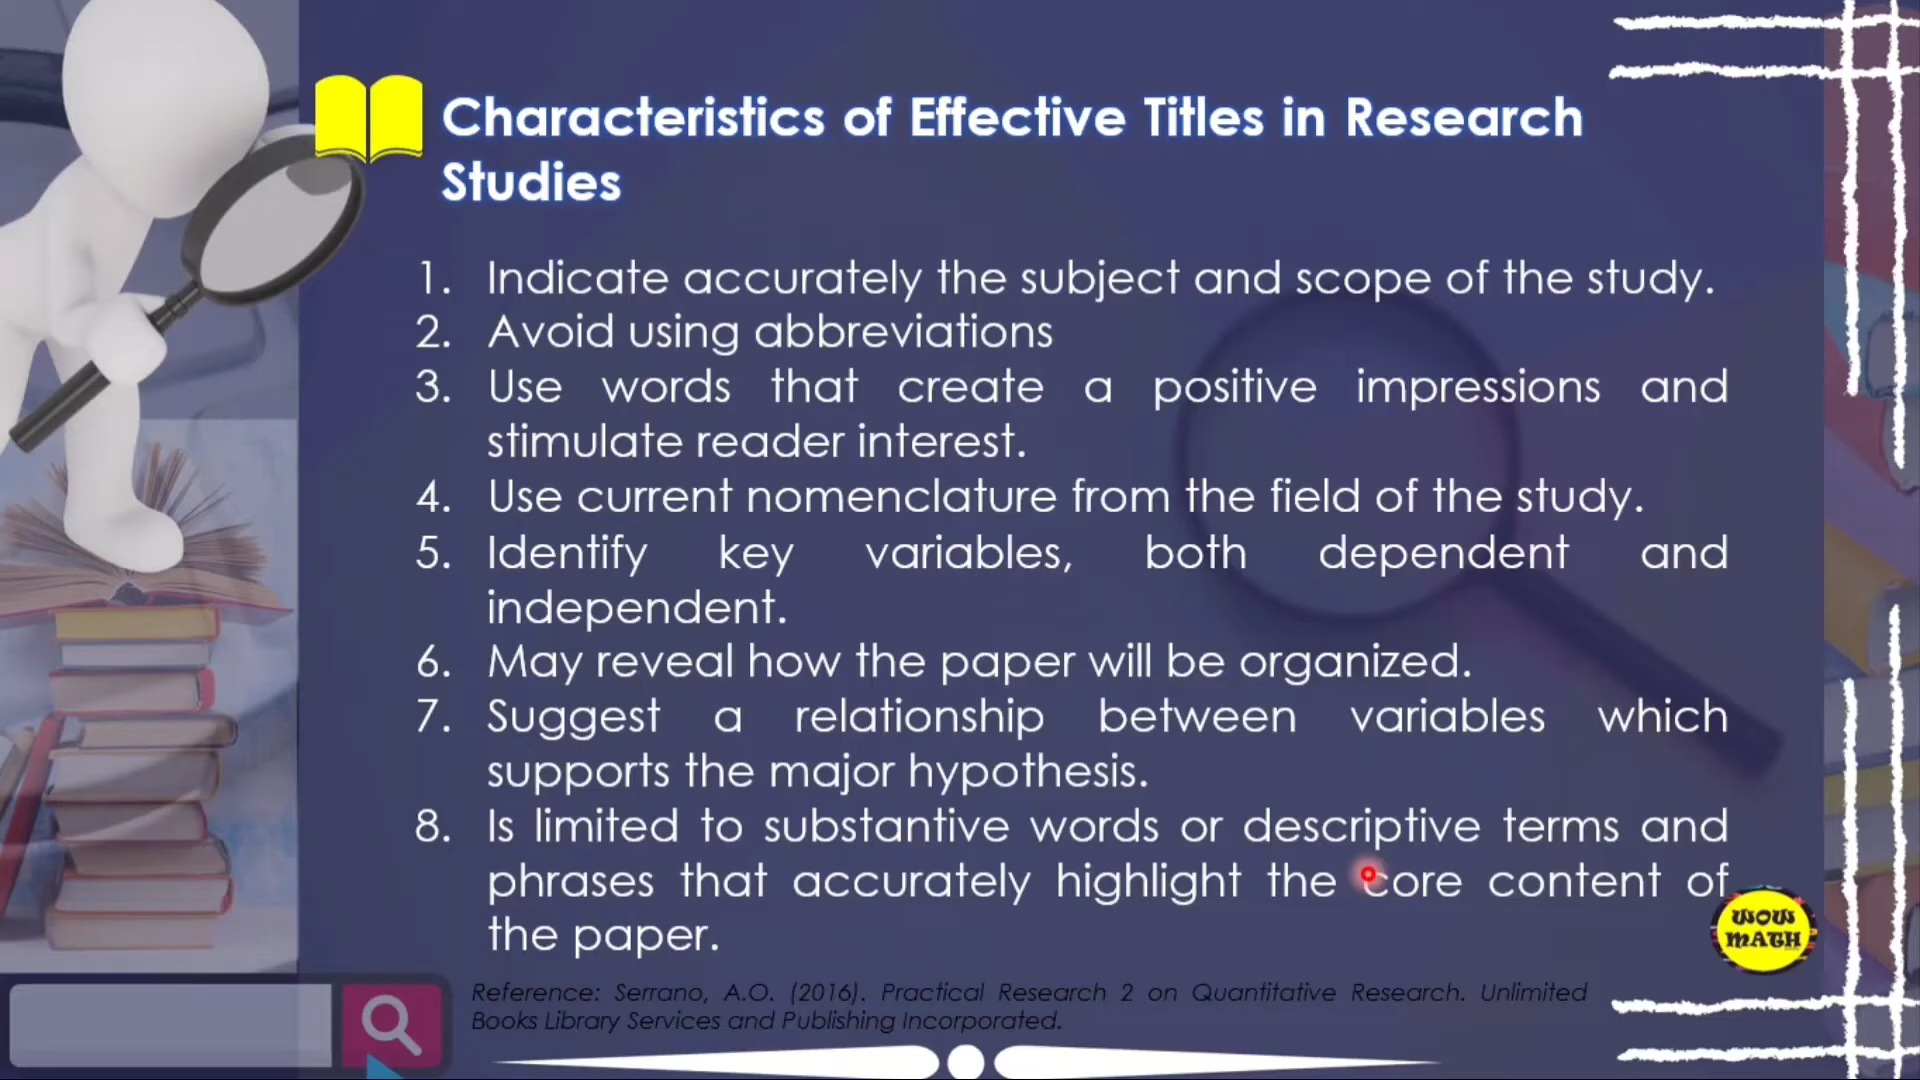 Characteristics of Effective Titles in Research
Studies
1. Indicate accurately the subject and scope of the study.
2. Avoid using abbreviations
3. Use words that create a positive impressions and
stimulate reader interest.
4. Use current nomenclature from the field of the study.
5. Identify key variables, both dependent and
independent.
6. May reveal how the paper will be organized.
7. Suggest a relationship between variables which
supports the major hypothesis.
8. Is limited to substantive words or descriptive terms and
phrases that accurately highlight the core content of
the paper.
WOW
MATH
Reference: Serrano, A.O. (2016). Practical Research 2 on Quantitative Research. Unlimited
Books Library Services and Publishing Incorporated.